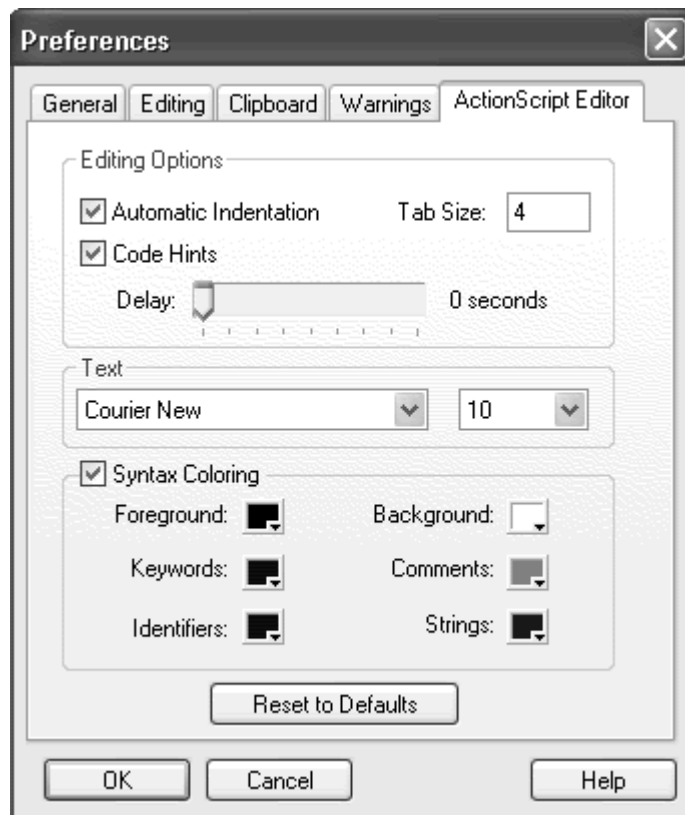 Preferences
General Editing Clipboard Warnings ActionScript Editor
Editing Options
Automatic Indentation Tab Size: 4
Code Hints
Delay: 0 seconds
Text
Courier New 10
Syntax Coloring
Foreground: Background:
Keywords: Comments:
Identifiers: Strings:
Reset to Defaults
OK Cancel Help